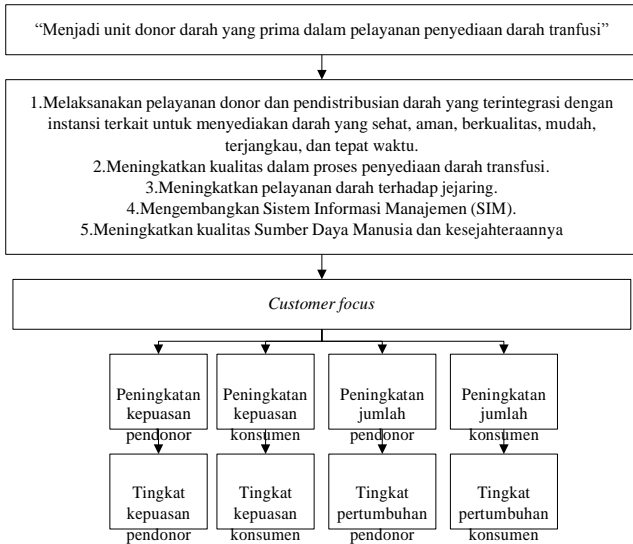 “Menjadi unit donor darah yang prima dalam pelayanan penyediaan darah tranfusi”
1.Melaksanakan pelayanan donor dan pendistribusian darah yang terintegrasi dengan
instansi terkait untuk menyediakan darah yang sehat, aman, berkualitas, mudah,
terjangkau, dan tepat waktu.
2.Meningkatkan kualitas dalam proses penyediaan darah transfusi.
3.Meningkatkan pelayanan darah terhadap jejaring.
4.Mengembangkan Sistem Informasi Manajemen (SIM).
5.Meningkatkan kualitas Sumber Daya Manusia dan kesejahteraannya
Customer focus
Peningkatan
kepuasan
pendonor
Peningkatan
kepuasan
konsumen
Peningkatan
jumlah
pendonor
Peningkatan
jumlah
konsumen
Tingkat
kepuasan
pendonor
Tingkat
kepuasan
konsumen
Tingkat
pertumbuhan
pendonor
Tingkat
pertumbuhan
konsumen